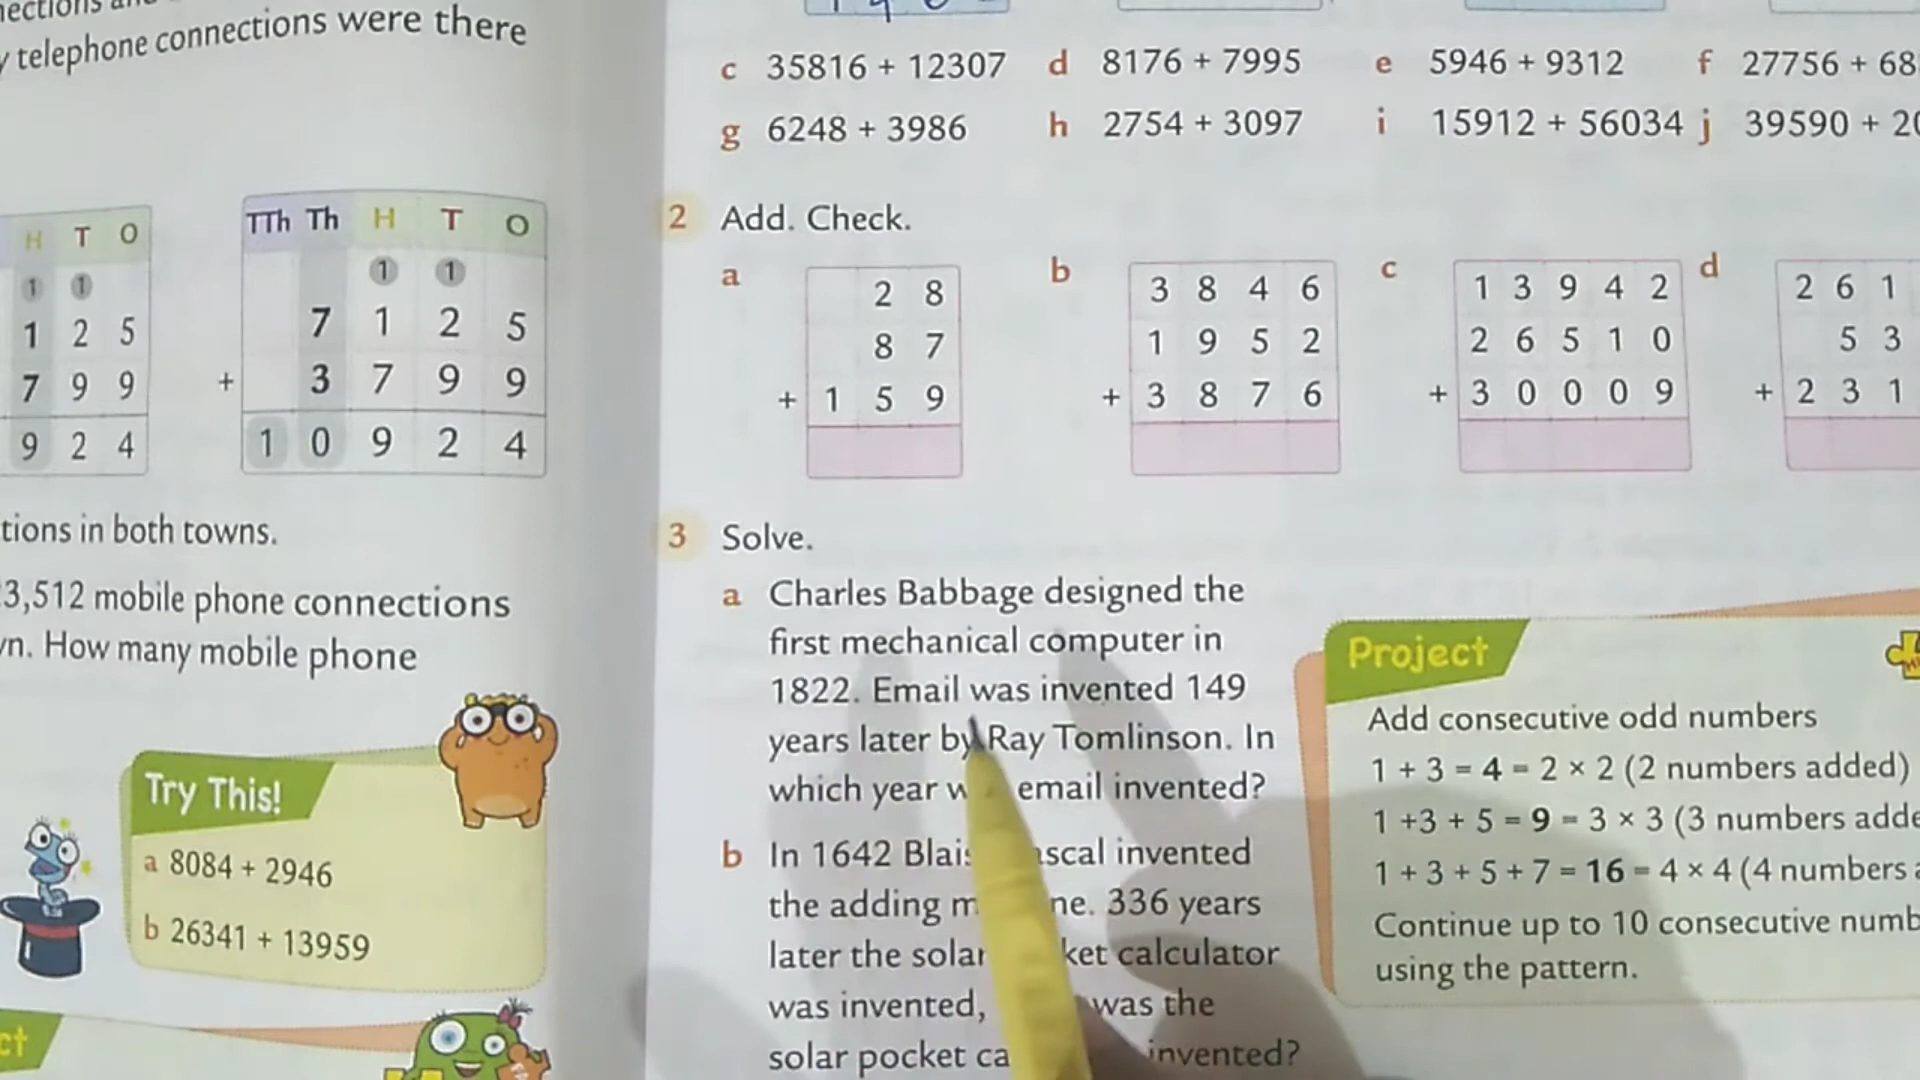 telephone connections were there
H T O
1 1
1 2 5
7 9 9
9 2 4
TTh Th H T O
1 1
7 1 2 5
+ 3 7 9 9
1 0 9 2 4
tions in both towns.
3,512 mobile phone connections
wn. How many mobile phone
Try This!
a 8084 + 2946
b 26341 + 13959
ct
c 35816 + 12307 d 8176 + 7995 e 5946 + 9312 f 27756 + 68
g 6248 + 3986 h 2754 + 3097 i 15912 + 56034 j 39590 + 20
2 Add. Check.
a
2 8
8 7
+ 1 5 9
b
3 8 4 6
1 9 5 2
+ 3 8 7 6
c
1 3 9 4 2
2 6 5 1 0
+ 3 0 0 0 9
d
2 6 1
5 3
+ 2 3 1
3 Solve.
a Charles Babbage designed the
first mechanical computer in
1822. Email was invented 149
years later by Ray Tomlinson. In
which year email invented?
b In 1642 Blais ascal invented
the adding m ne. 336 years
later the solar ket calculator
was invented, was the
solar pocket ca invented?
Project
Add consecutive odd numbers
1 + 3 = 4 = 2 × 2 (2 numbers added)
1 +3 + 5 = 9 = 3 × 3 (3 numbers adde
1 + 3 + 5 + 7 = 16 = 4 × 4 (4 numbers a
Continue up to 10 consecutive numb
using the pattern.